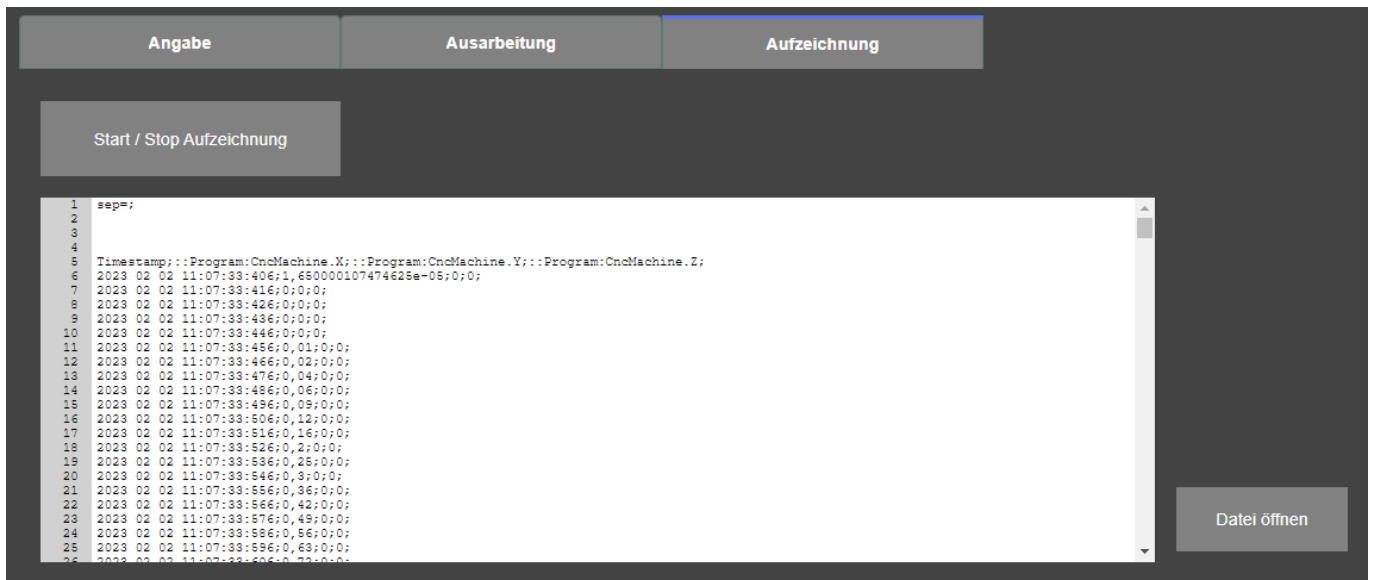 Angabe
Ausarbeitung
Aufzeichnung
Start / Stop Aufzeichnung
1 sep=;
2
3
4
5 Timestamp;::Program:CncMachine.X;::Program:CncMachine.Y;::Program:CncMachine.Z;
6 2023 02 02 11:07:33:406;1,650000107474625e-05;0;0;
7 2023 02 02 11:07:33:416;0;0;0;
8 2023 02 02 11:07:33:426;0;0;0;
9 2023 02 02 11:07:33:436;0;0;0;
10 2023 02 02 11:07:33:446;0;0;0;
11 2023 02 02 11:07:33:456;0,01;0;0;
12 2023 02 02 11:07:33:466;0,02;0;0;
13 2023 02 02 11:07:33:476;0,04;0;0;
14 2023 02 02 11:07:33:486;0,06;0;0;
15 2023 02 02 11:07:33:496;0,09;0;0;
16 2023 02 02 11:07:33:506;0,12;0;0;
17 2023 02 02 11:07:33:516;0,16;0;0;
18 2023 02 02 11:07:33:526;0,2;0;0;
19 2023 02 02 11:07:33:536;0,25;0;0;
20 2023 02 02 11:07:33:546;0,3;0;0;
21 2023 02 02 11:07:33:556;0,36;0;0;
22 2023 02 02 11:07:33:566;0,42;0;0;
23 2023 02 02 11:07:33:576;0,49;0;0;
24 2023 02 02 11:07:33:586;0,56;0;0;
25 2023 02 02 11:07:33:596;0,63;0;0;
26 2023 02 02 11:07:33:606;0,72;0;0;
Datei öffnen